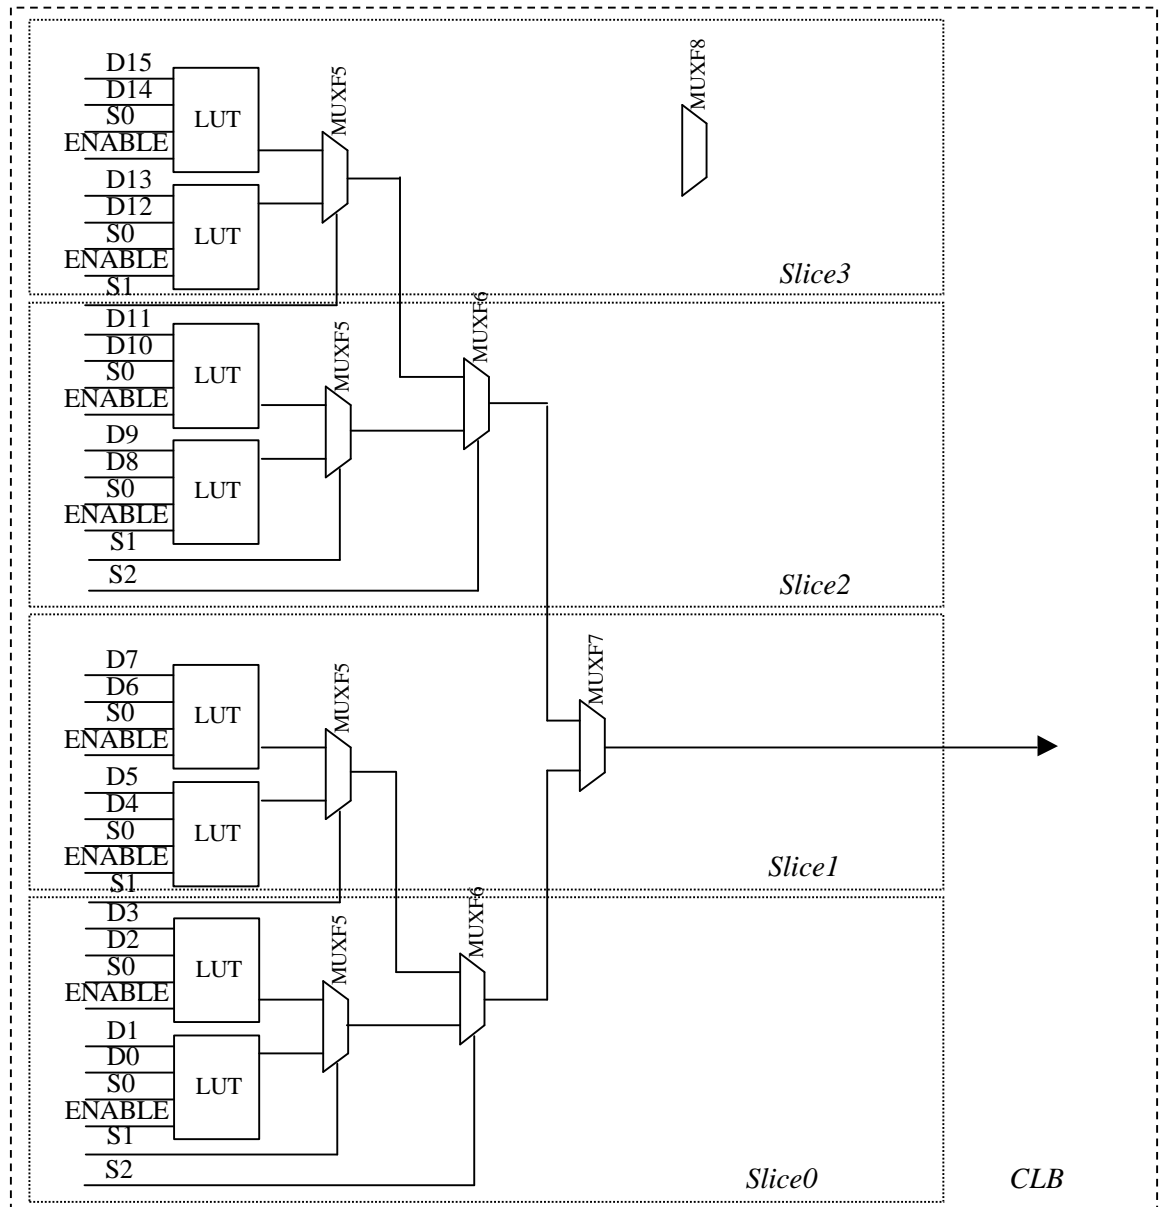 D15
D14
S0
ENABLE
LUT
MUXF5
MUXF8
D13
D12
S0
ENABLE
S1
LUT
Slice3
D11
D10
S0
ENABLE
LUT
MUXF5
MUXF6
D9
D8
S0
ENABLE
S1
S2
LUT
Slice2
D7
D6
S0
ENABLE
LUT
MUXF5
MUXF7
D5
D4
S0
ENABLE
S1
LUT
Slice1
D3
D2
S0
ENABLE
LUT
MUXF5
MUXF6
D1
D0
S0
ENABLE
S1
S2
LUT
Slice0
CLB